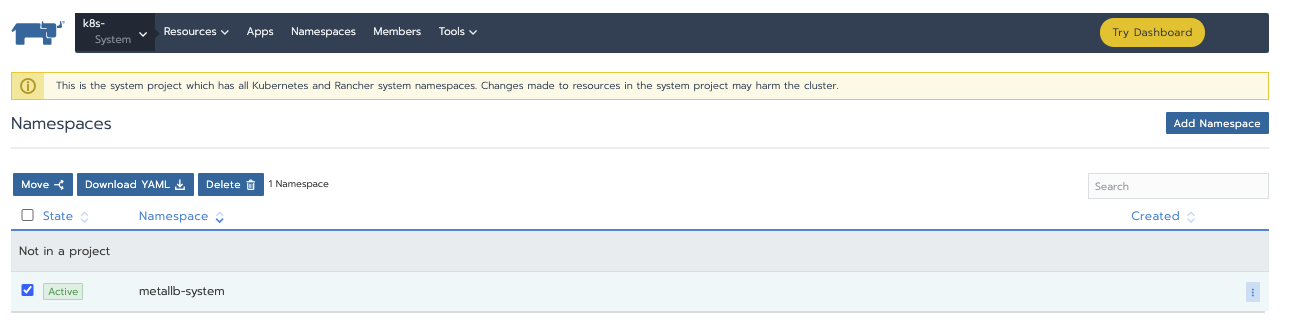 k8s-
System
Resources Apps Namespaces Members Tools
Try Dashboard
This is the system project which has all Kubernetes and Rancher system namespaces. Changes made to resources in the system project may harm the cluster.
Namespaces
Add Namespace
Move Download YAML Delete 1 Namespace
Search
State Namespace Created
Not in a project
Active metallb-system